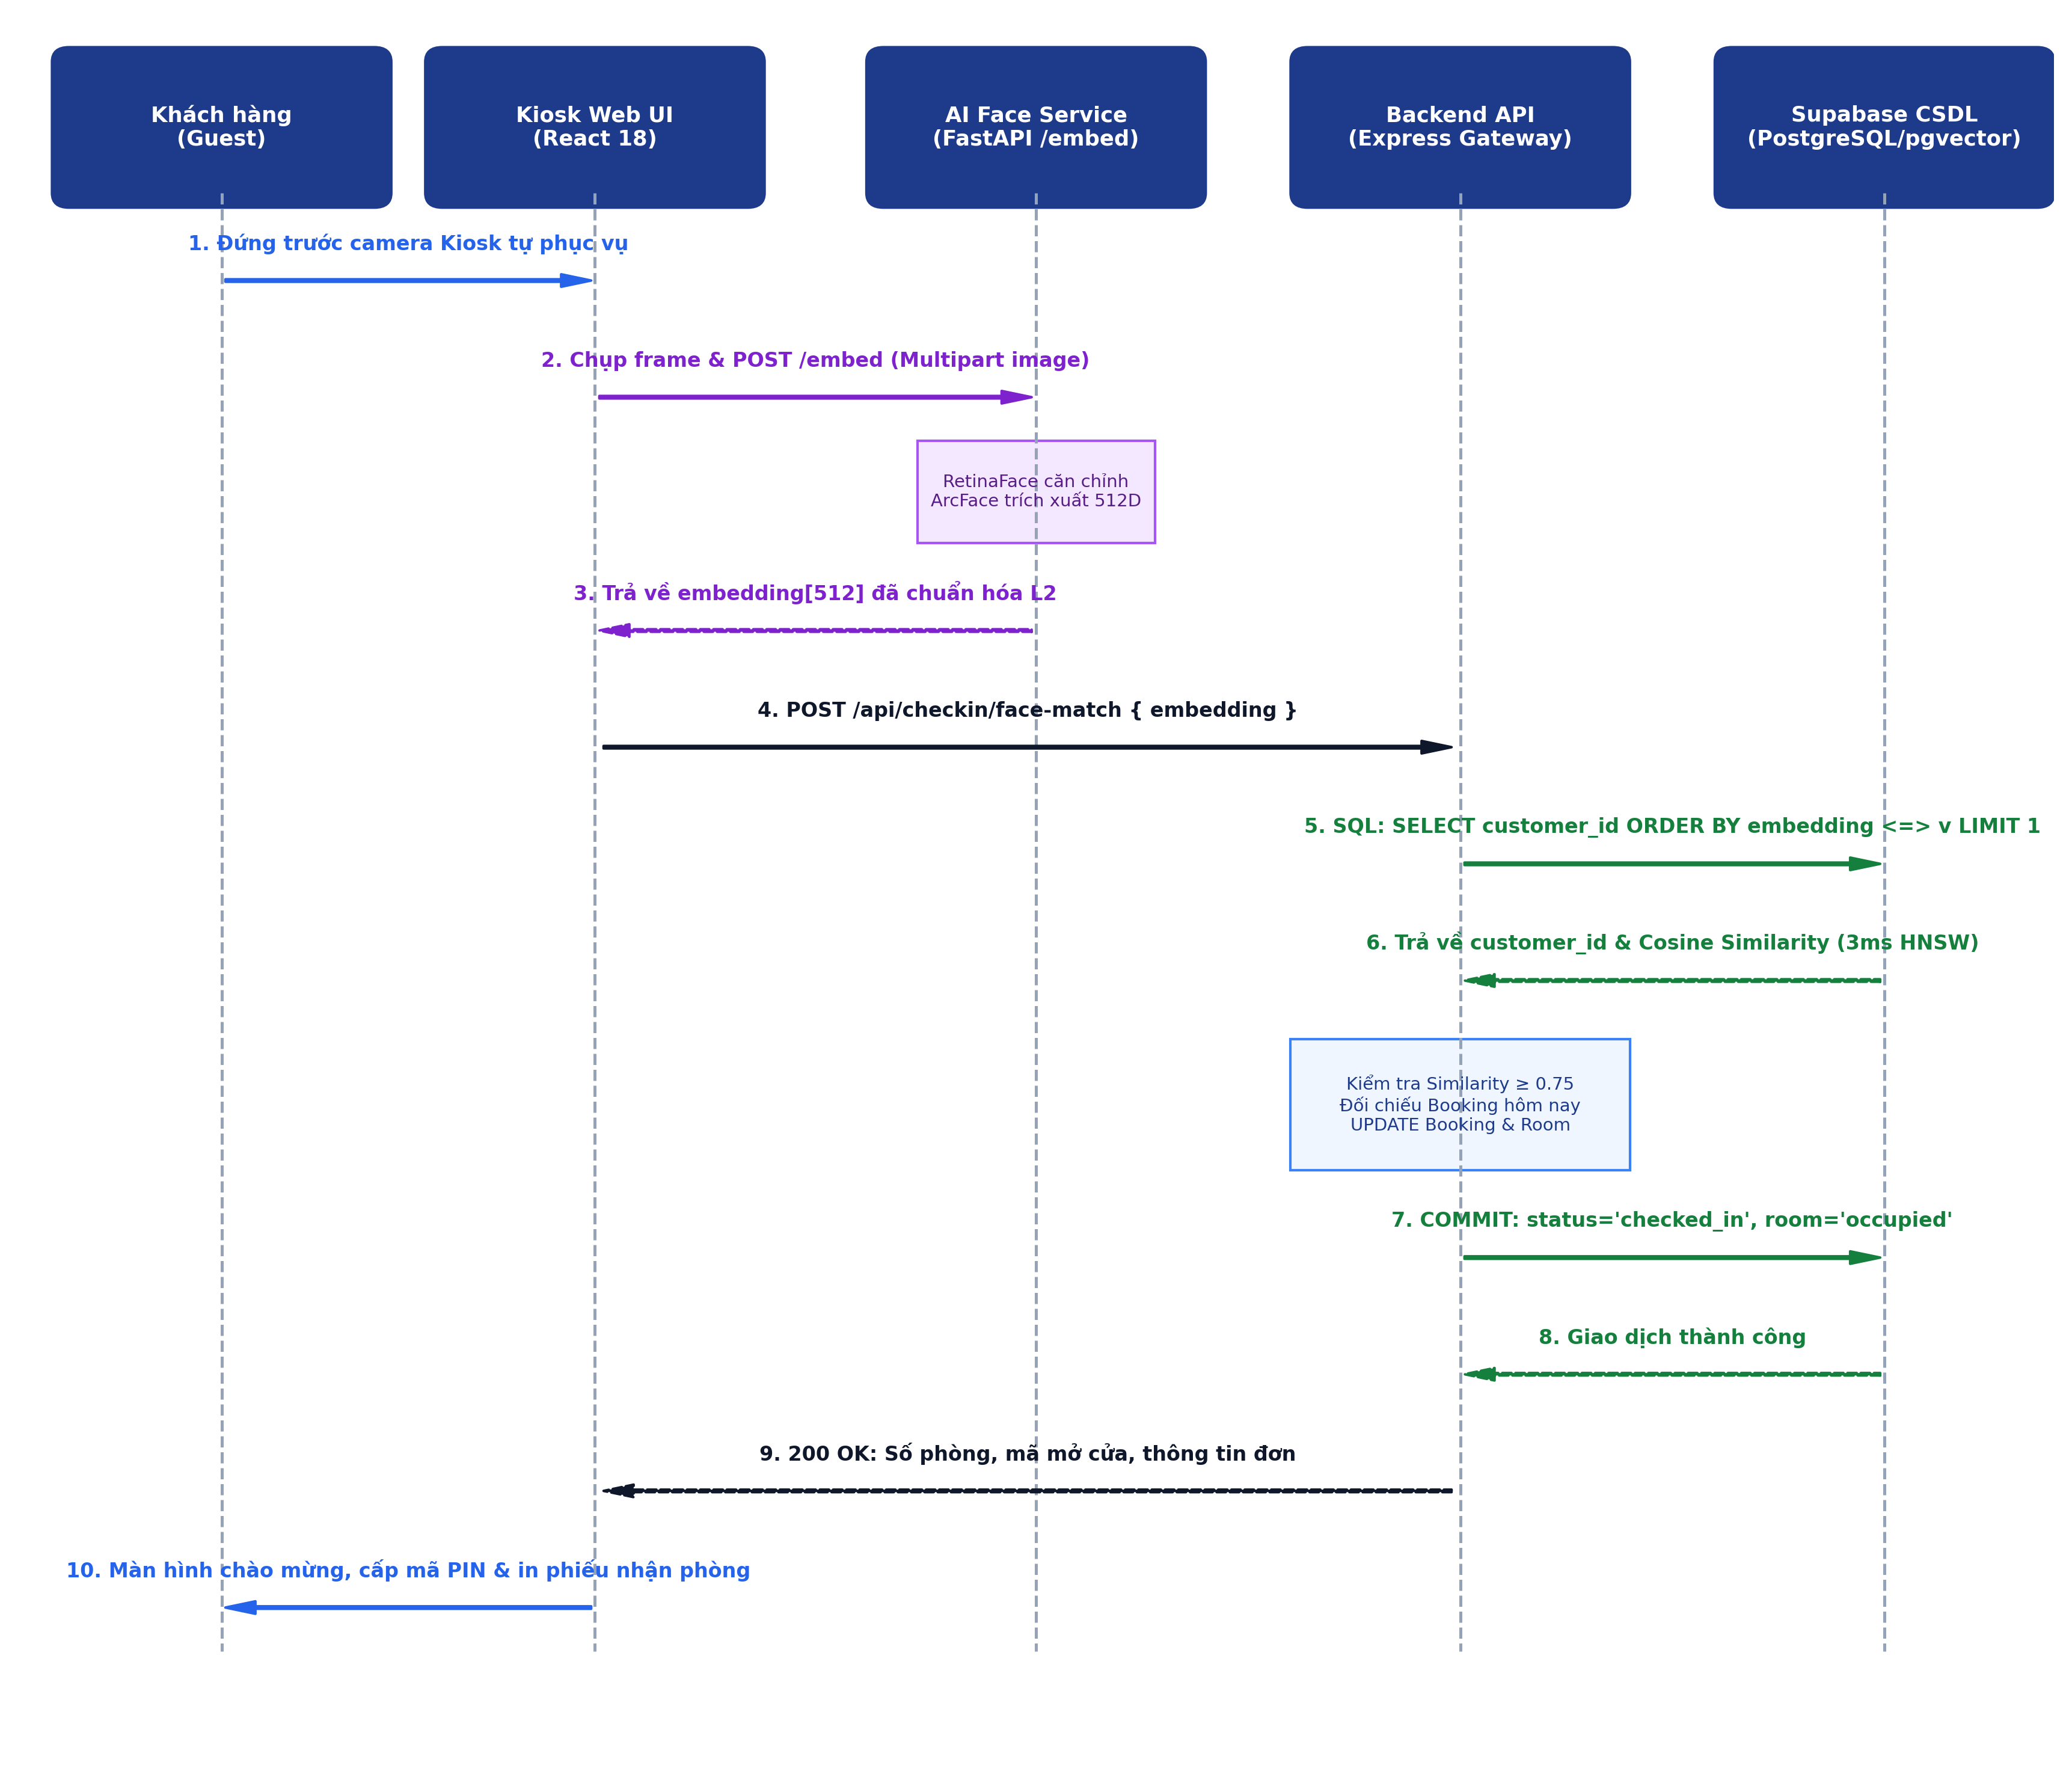 Khách hàng
(Guest)
Kiosk Web UI
(React 18)
AI Face Service
(FastAPI /embed)
Backend API
(Express Gateway)
Supabase CSDL
(PostgreSQL/pgvector)
1. Đứng trước camera Kiosk tự phục vụ
2. Chụp frame & POST /embed (Multipart image)
RetinaFace căn chỉnh
ArcFace trích xuất 512D
3. Trả về embedding[512] đã chuẩn hóa L2
4. POST /api/checkin/face-match { embedding }
5. SQL: SELECT customer_id ORDER BY embedding <=> v LIMIT 1
6. Trả về customer_id & Cosine Similarity (3ms HNSW)
Kiểm tra Similarity ≥ 0.75
Đối chiếu Booking hôm nay
UPDATE Booking & Room
7. COMMIT: status='checked_in', room='occupied'
8. Giao dịch thành công
9. 200 OK: Số phòng, mã mở cửa, thông tin đơn
10. Màn hình chào mừng, cấp mã PIN & in phiếu nhận phòng